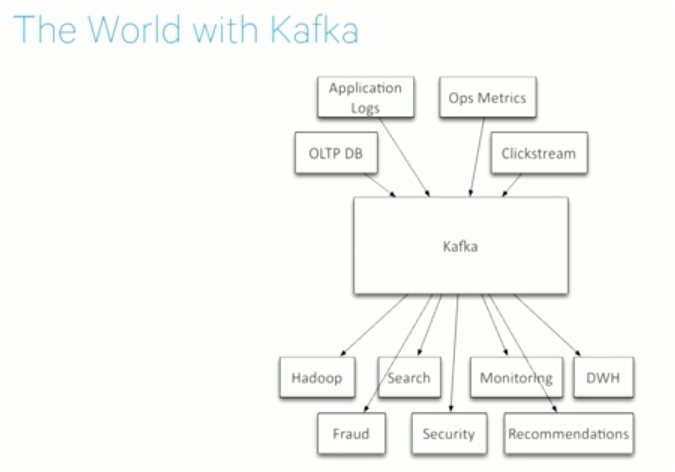 The World with Kafka
Application
Logs
Ops Metrics
OLTP DB
Clickstream
Kafka
Hadoop
Search
Monitoring
DWH
Fraud
Security
Recommendations